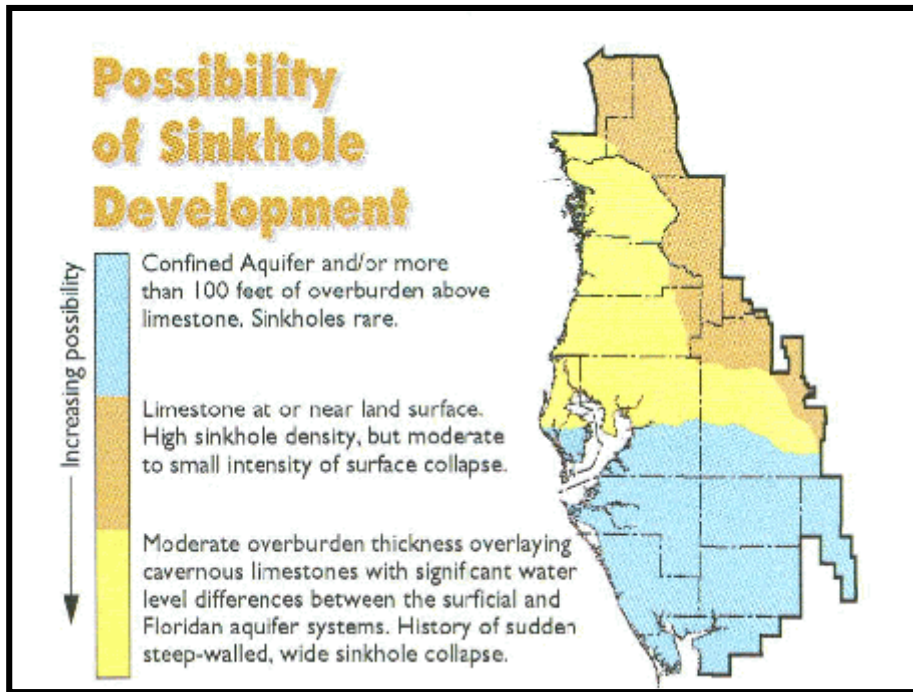 Possibility
of Sinkhole
Development
Increasing possibility
Confined Aquifer and/or more
than 100 feet of overburden above
limestone. Sinkholes rare.
Limestone at or near land surface.
High sinkhole density, but moderate
to small intensity of surface collapse.
Moderate overburden thickness overlaying
cavernous limestones with significant water
level differences between the surficial and
Floridan aquifer systems. History of sudden
steep-walled, wide sinkhole collapse.